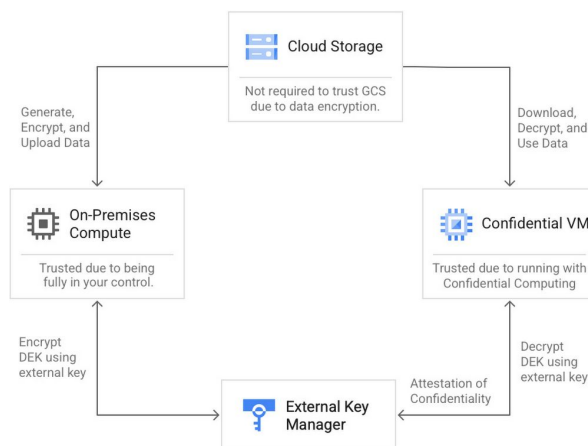 Cloud Storage
Not required to trust GCS
due to data encryption.
Generate,
Encrypt, and
Upload Data
Download,
Decrypt, and
Use Data
On-Premises
Compute
Trusted due to being
fully in your control.
Confidential VM
Trusted due to running with
Confidential Computing
Encrypt
DEK using
external key
Decrypt
DEK using
external key
Attestation of
Confidentiality
External Key
Manager